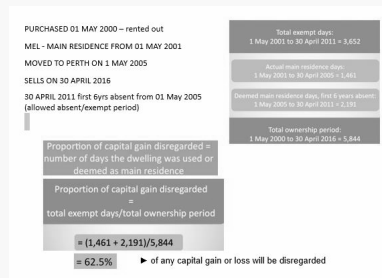 PURCHASED 01 MAY 2000 – rented out
MEL - MAIN RESIDENCE FROM 01 MAY 2001
MOVED TO PERTH ON 1 MAY 2005
SELLS ON 30 APRIL 2016
30 APRIL 2011 first 6yrs absent from 01 May 2005
(allowed absent/exempt period)
Total exempt days:
1 May 2001 to 30 April 2011 = 3,652
Actual main residence days:
1 May 2001 to 30 April 2005 = 1,461
Deemed main residence days, first 6 years absent:
1 May 2005 to 30 April 2011 = 2,191
Total ownership period:
1 May 2000 to 30 April 2016 = 5,844
Proportion of capital gain disregarded =
number of days the dwelling was used or
deemed as main residence
Proportion of capital gain disregarded
=
total exempt days/total ownership period
= (1,461 + 2,191)/5,844
= 62.5%
► of any capital gain or loss will be disregarded